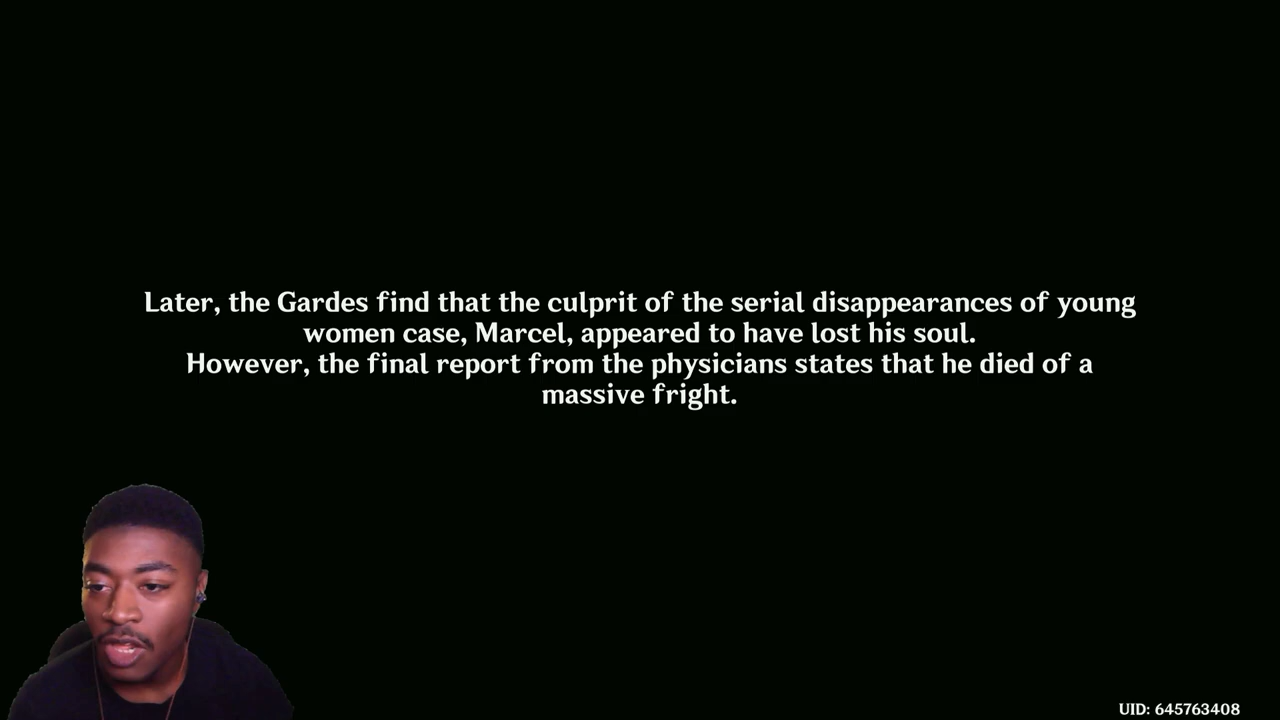 Later, the Gardes find that the culprit of the serial disappearances of young
women case, Marcel, appeared to have lost his soul.
However, the final report from the physicians states that he died of a
massive fright.
UID: 645763408